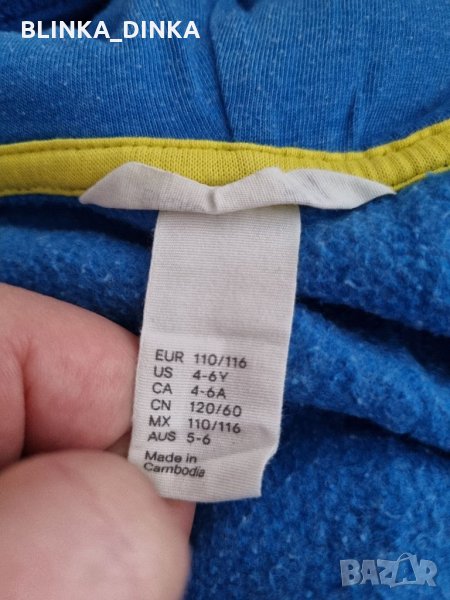 BLINKA_DINKA
EUR 110/116
US 4-6Y
CA 4-6A
CN 120/60
MX 110/116
AUS 5-6
Made in
Cambodia
BAZAR